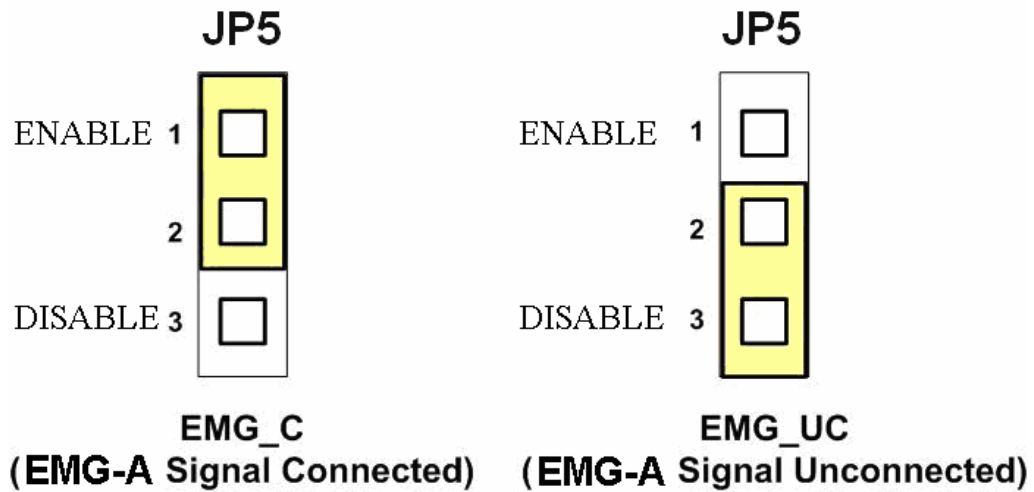 JP5
ENABLE 1
2
DISABLE 3
EMG_C
(EMG-A Signal Connected)
JP5
ENABLE 1
2
DISABLE 3
EMG_UC
(EMG-A Signal Unconnected)